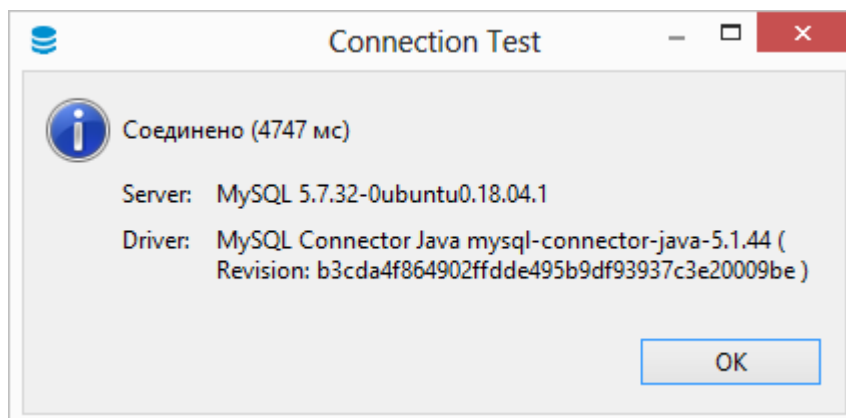 Connection Test
Соединено (4747 мс)
Server: MySQL 5.7.32-0ubuntu0.18.04.1
Driver: MySQL Connector Java mysql-connector-java-5.1.44 (
Revision: b3cda4f864902ffdde495b9df93937c3e20009be )
OK